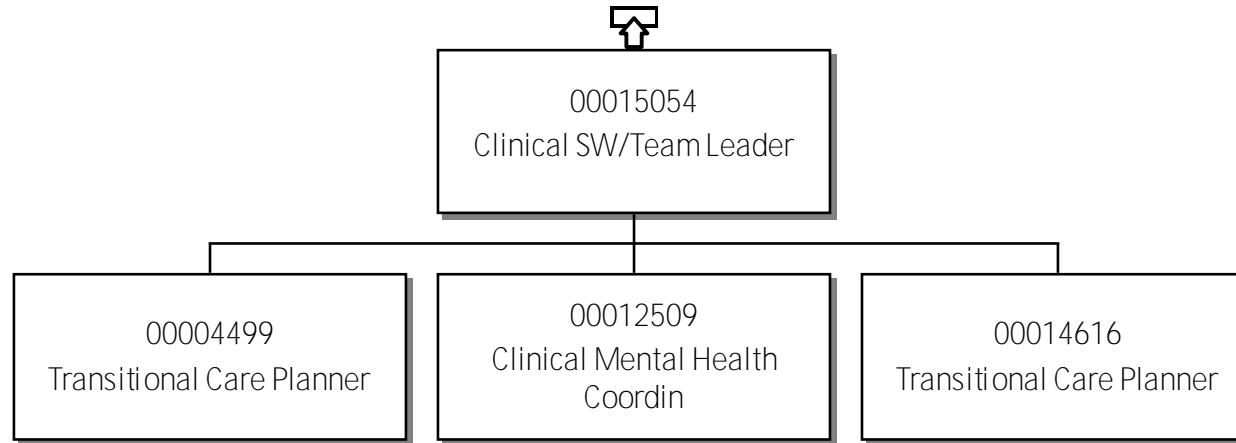 00015054
Clinical SW/Team Leader
00004499
Transitional Care Planner
00012509
Clinical Mental Health
Coordin
00014616
Transitional Care Planner